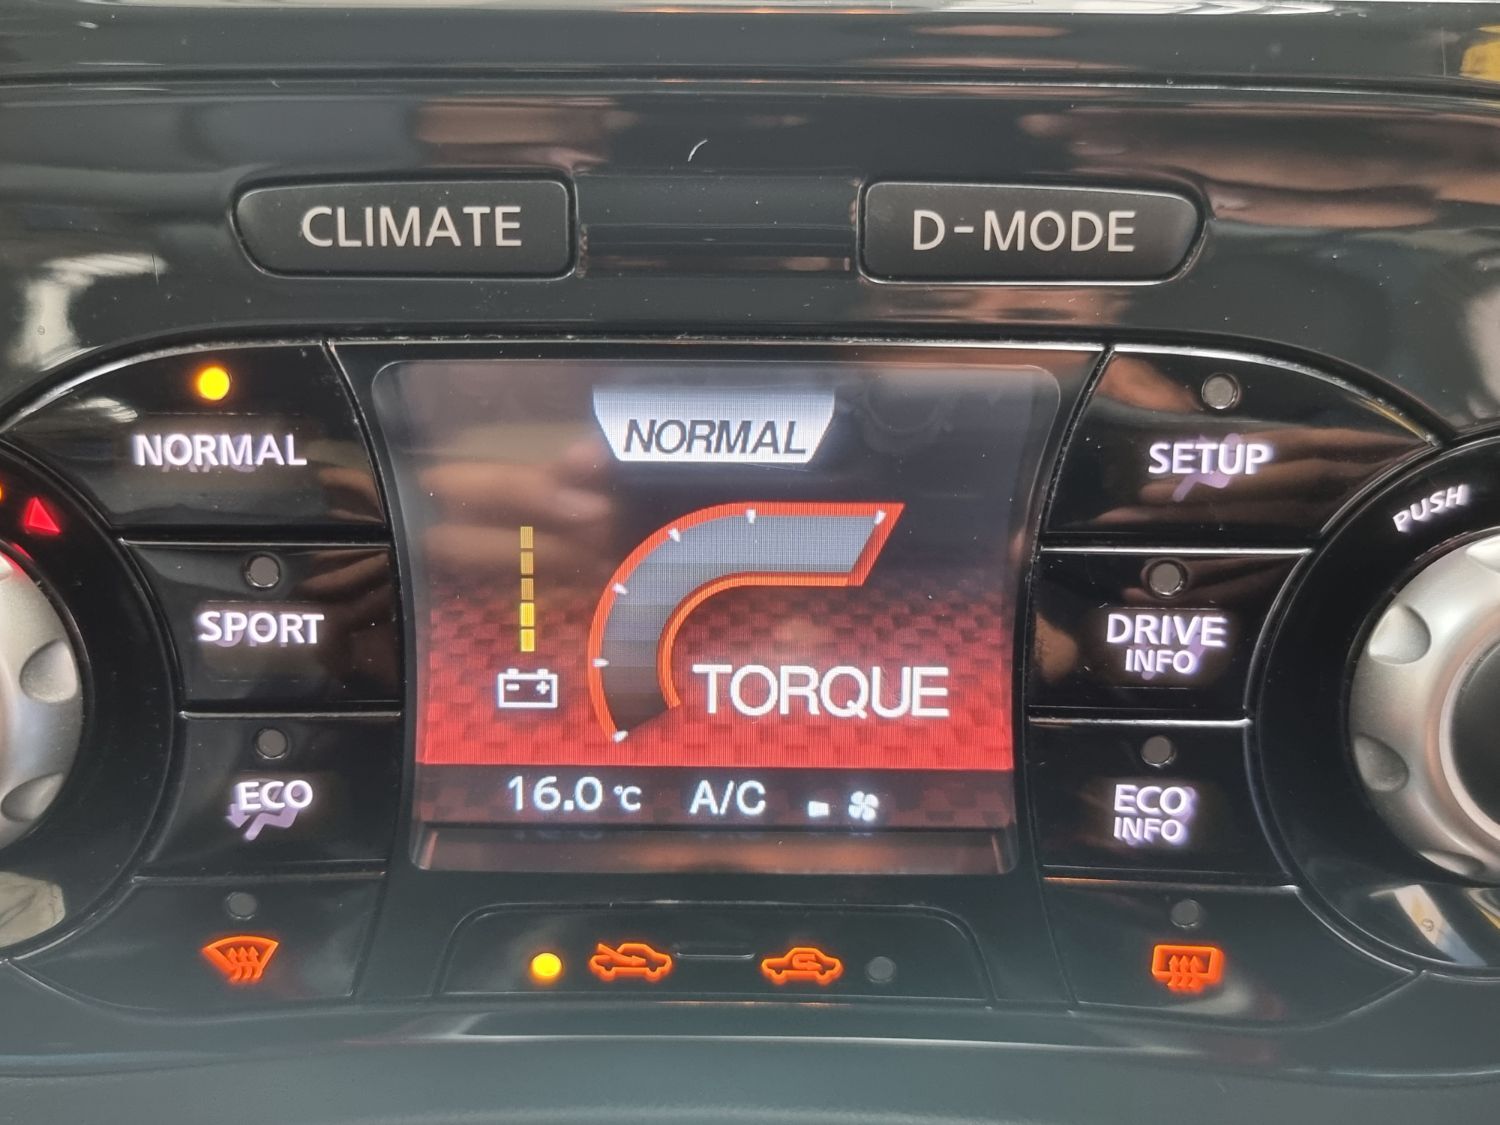 CLIMATE
D-MODE
NORMAL
NORMAL
SETUP
PUSH
SPORT
DRIVE
INFO
TORQUE
ECO
16.0 °C A/C
ECO
INFO